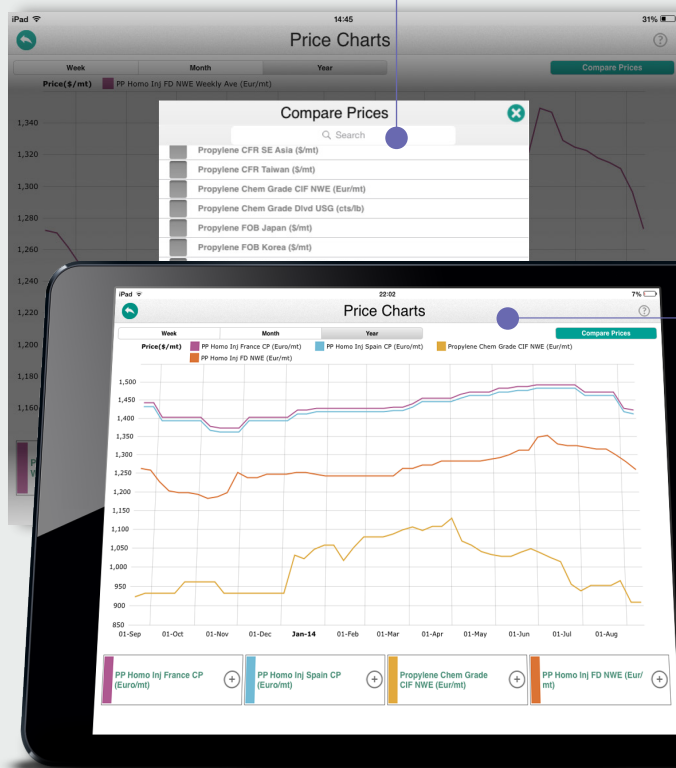 iPad 14:45 31%
Price Charts
?
Week Month Year Compare Prices
Price($/mt) PP Homo Inj FD NWE Weekly Ave (Eur/mt)
1,340
1,320
1,300
1,280
1,260
1,240
1,220
1,200
1,180
1,160
Compare Prices
Search
Propylene CFR SE Asia ($/mt)
Propylene CFR Taiwan ($/mt)
Propylene Chem Grade CIF NWE (Eur/mt)
Propylene Chem Grade Dlvd USG (cts/lb)
Propylene FOB Japan ($/mt)
Propylene FOB Korea ($/mt)
iPad 22:02 7%
Price Charts
?
Week Month Year Compare Prices
Price($/mt) PP Homo Inj France CP (Euro/mt) PP Homo Inj Spain CP (Euro/mt) Propylene Chem Grade CIF NWE (Eur/mt)
PP Homo Inj FD NWE (Eur/mt)
1,500
1,450
1,400
1,350
1,300
1,250
1,200
1,150
1,100
1,050
1,000
950
900
850
01-Sep 01-Oct 01-Nov 01-Dec Jan-14 01-Feb 01-Mar 01-Apr 01-May 01-Jun 01-Jul 01-Aug
PP Homo Inj France CP
(Euro/mt)
PP Homo Inj Spain CP
(Euro/mt)
Propylene Chem Grade
CIF NWE (Eur/mt)
PP Homo Inj FD NWE (Eur/
mt)